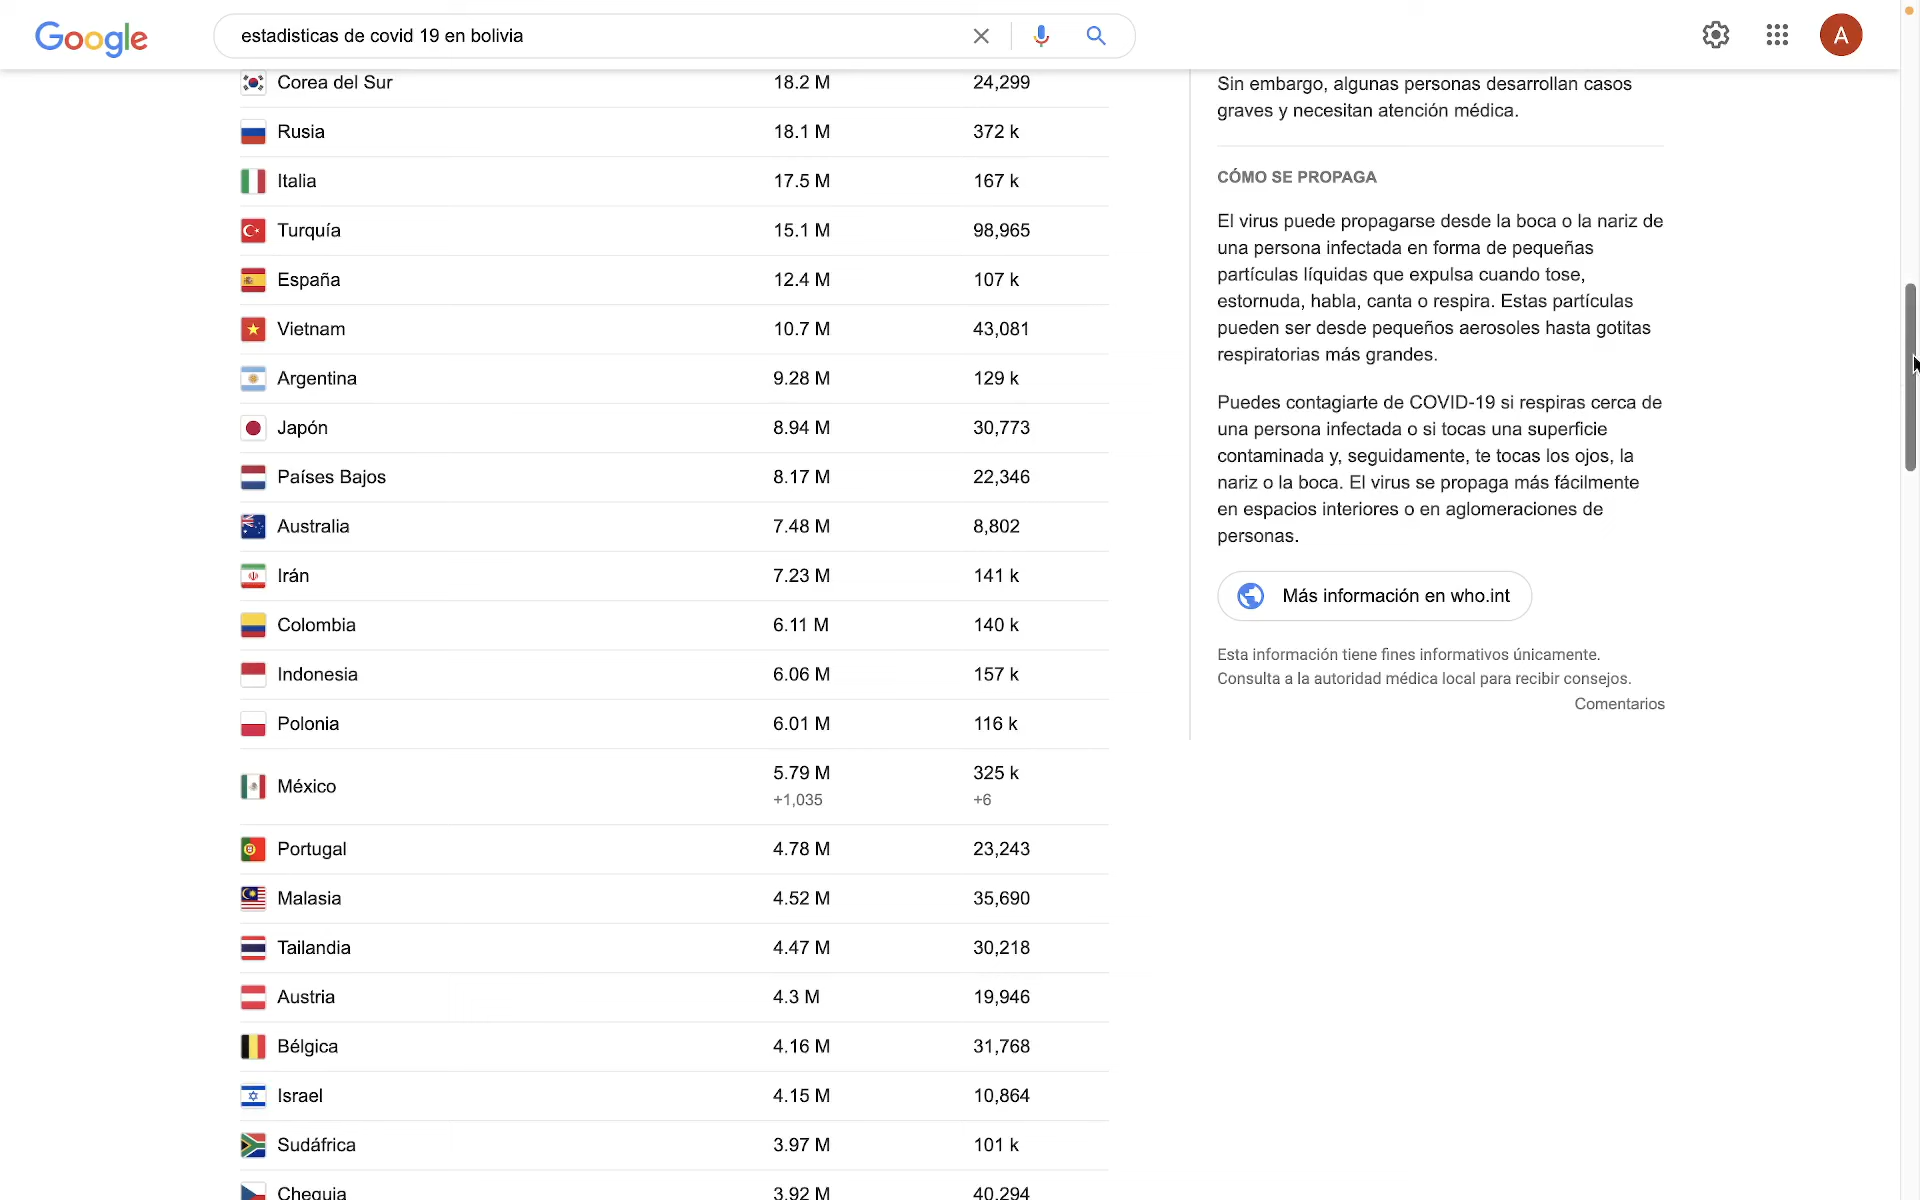 Google
estadisticas de covid 19 en bolivia
A
Corea del Sur 18.2 M 24,299
Rusia 18.1 M 372 k
Italia 17.5 M 167 k
Turquía 15.1 M 98,965
España 12.4 M 107 k
Vietnam 10.7 M 43,081
Argentina 9.28 M 129 k
Japón 8.94 M 30,773
Países Bajos 8.17 M 22,346
Australia 7.48 M 8,802
Irán 7.23 M 141 k
Colombia 6.11 M 140 k
Indonesia 6.06 M 157 k
Polonia 6.01 M 116 k
México 5.79 M 325 k
+1,035 +6
Portugal 4.78 M 23,243
Malasia 4.52 M 35,690
Tailandia 4.47 M 30,218
Austria 4.3 M 19,946
Bélgica 4.16 M 31,768
Israel 4.15 M 10,864
Sudáfrica 3.97 M 101 k
Chequia 3.92 M 40,294
Sin embargo, algunas personas desarrollan casos
graves y necesitan atención médica.
CÓMO SE PROPAGA
El virus puede propagarse desde la boca o la nariz de
una persona infectada en forma de pequeñas
partículas líquidas que expulsa cuando tose,
estornuda, habla, canta o respira. Estas partículas
pueden ser desde pequeños aerosoles hasta gotitas
respiratorias más grandes.
Puedes contagiarte de COVID-19 si respiras cerca de
una persona infectada o si tocas una superficie
contaminada y, seguidamente, te tocas los ojos, la
nariz o la boca. El virus se propaga más fácilmente
en espacios interiores o en aglomeraciones de
personas.
Más información en who.int
Esta información tiene fines informativos únicamente.
Consulta a la autoridad médica local para recibir consejos.
Comentarios